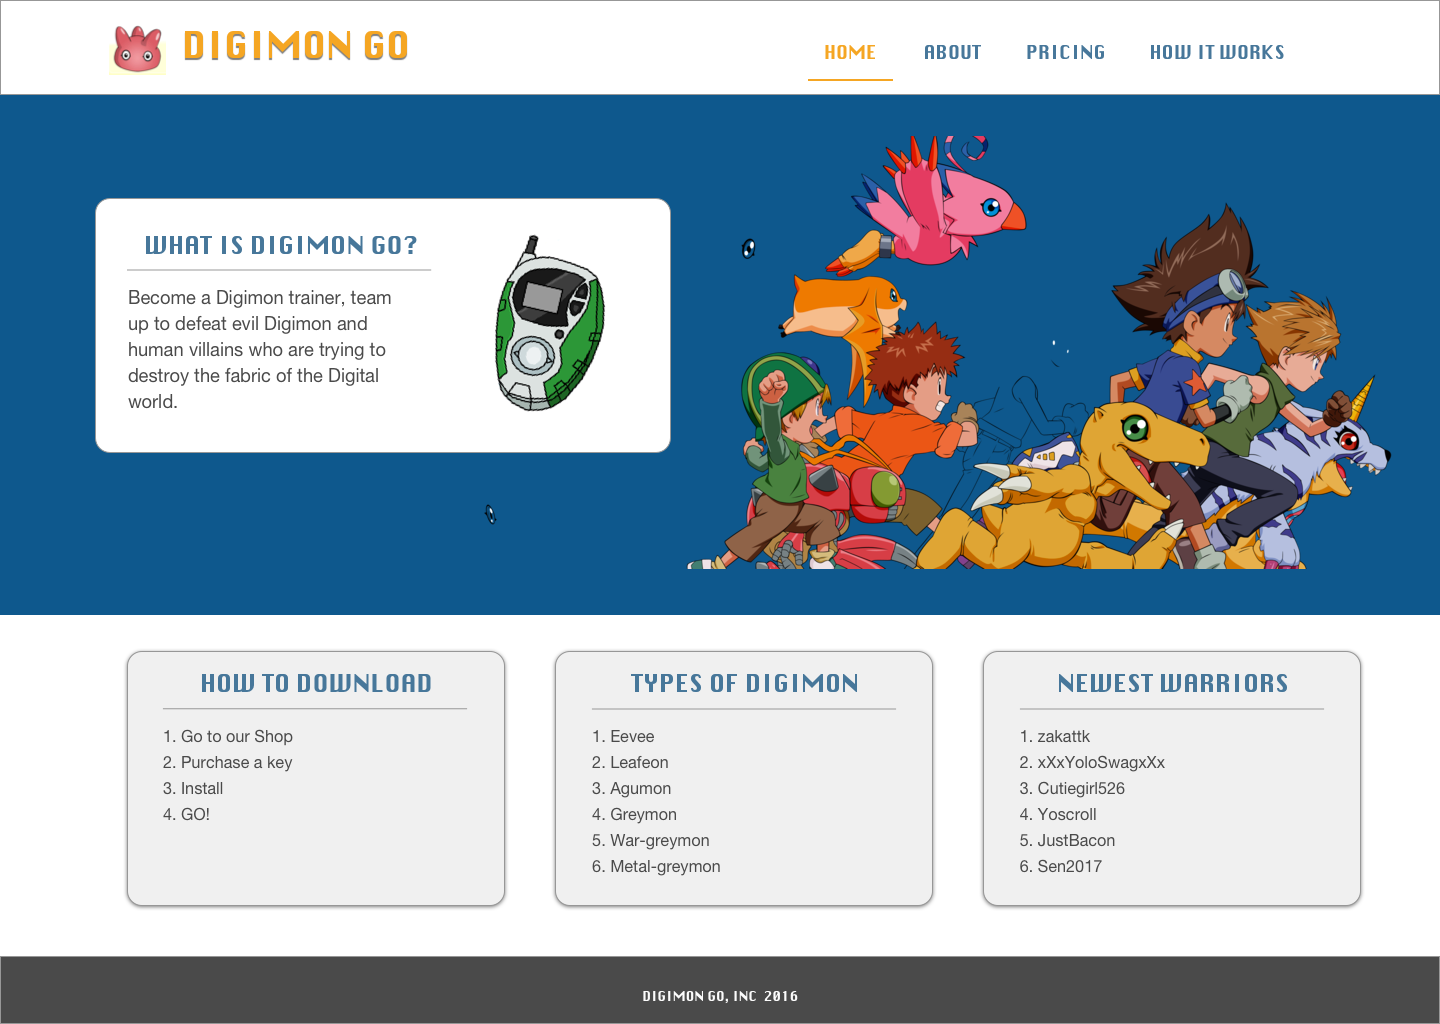 DIGIMON GO
HOME ABOUT PRICING HOW IT WORKS
WHAT IS DIGIMON GO?
Become a Digimon trainer, team
up to defeat evil Digimon and
human villains who are trying to
destroy the fabric of the Digital
world.
HOW TO DOWNLOAD
1. Go to our Shop
2. Purchase a key
3. Install
4. GO!
TYPES OF DIGIMON
1. Eevee
2. Leafeon
3. Agumon
4. Greymon
5. War-greymon
6. Metal-greymon
NEWEST WARRIORS
1. zakattk
2. xXxYoloSwagxXx
3. Cutiegirl526
4. Yoscroll
5. JustBacon
6. Sen2017
DIGIMON GO, INC 2016